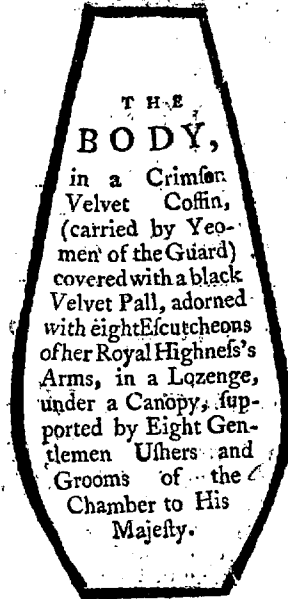 THE
BODY,
in a Crimſon
Velvet Coffin,
(carried by Yeo-
men of the Guard)
covered with a black
Velvet Pall, adorned
with eight Eſcutcheons
of her Royal Highneſs's
Arms, in a Lozenge,
under a Canopy, ſup-
ported by Eight Gen-
tlemen Uſhers and
Grooms of the
Chamber to His
Majeſty.